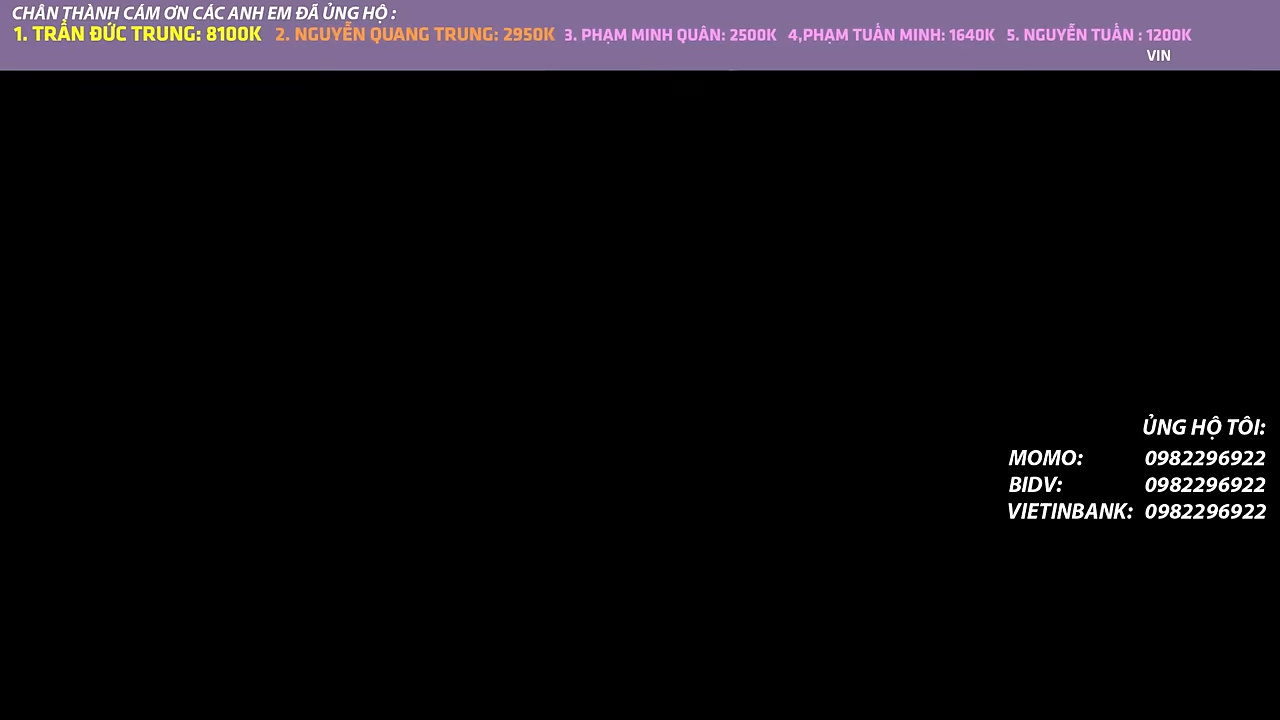 CHÂN THÀNH CÁM ƠN CÁC ANH EM ĐÃ ỦNG HỘ :
1. TRẦN ĐỨC TRUNG: 8100K 2. NGUYỄN QUANG TRUNG: 2950K 3. PHẠM MINH QUÂN: 2500K 4,PHẠM TUẤN MINH: 1640K 5. NGUYỄN TUẤN : 1200K
VIN
ỦNG HỘ TÔI:
MOMO: 0982296922
BIDV: 0982296922
VIETINBANK: 0982296922